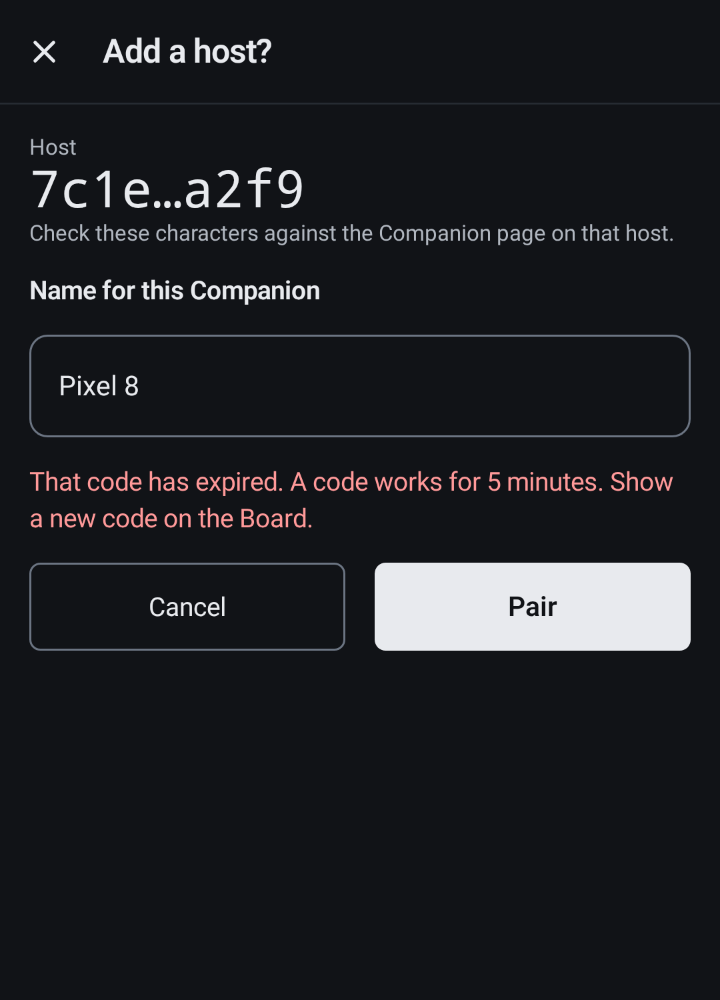 Add a host?
Host
7c1e…a2f9
Check these characters against the Companion page on that host.
Name for this Companion
Pixel 8
That code has expired. A code works for 5 minutes. Show
a new code on the Board.
Cancel
Pair